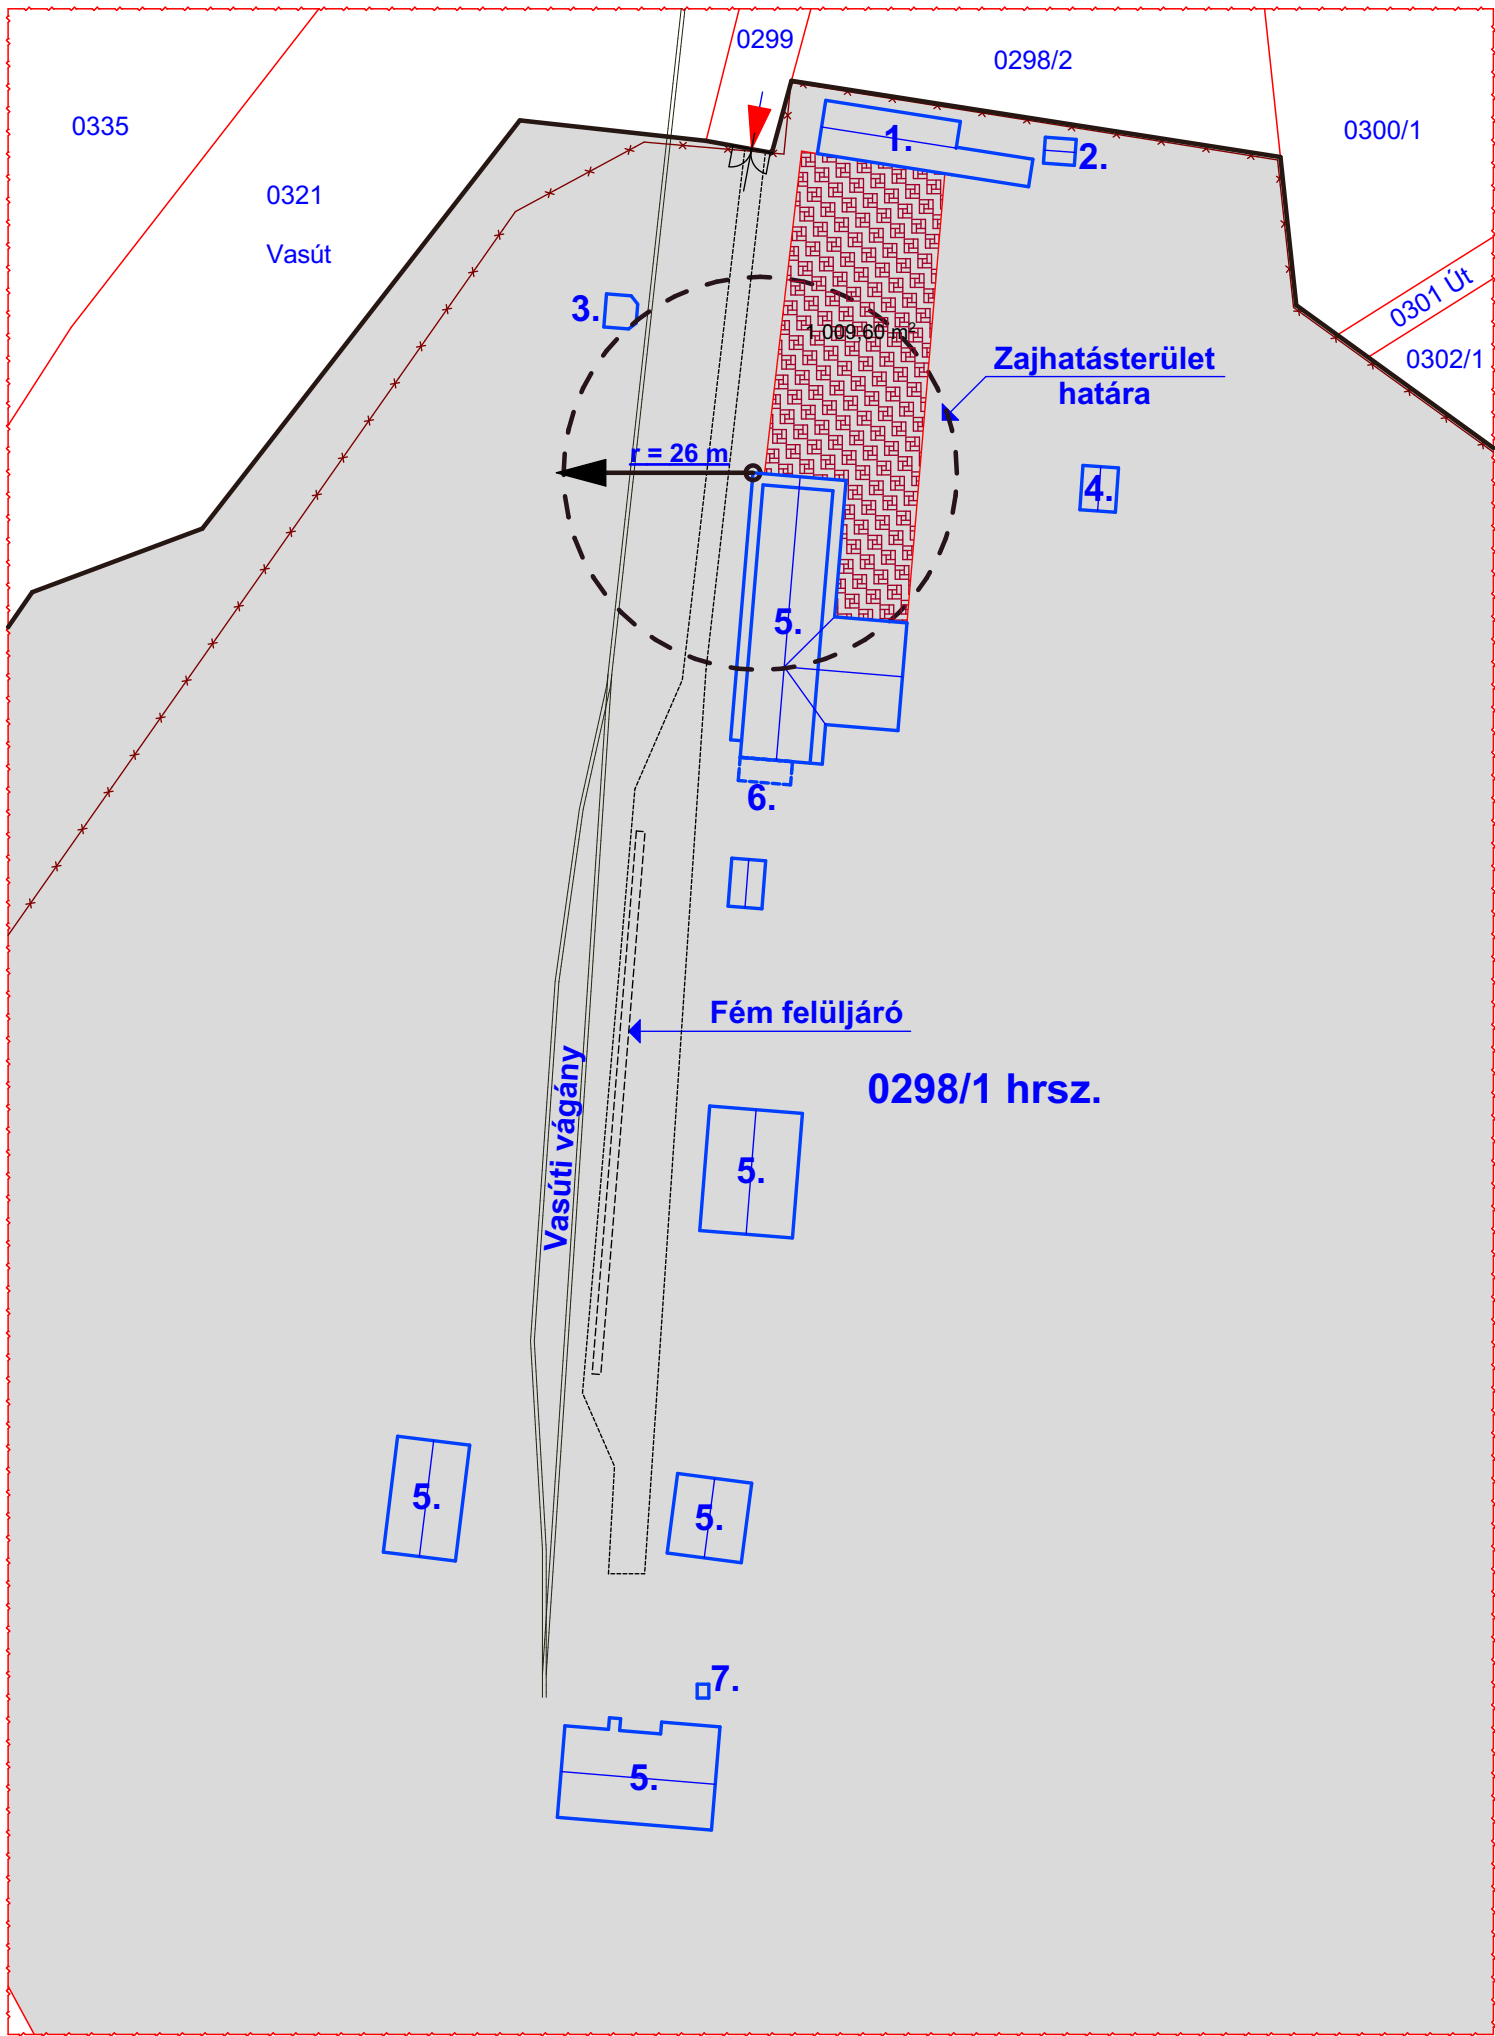 0299
0298/2
0335
0300/1
1.
2.
0321
Vasút
0301 Út
3.
1 009,60 m²
Zajhatásterület
határa
0302/1
r = 26 m
4.
5.
6.
Fém felüljáró
0298/1 hrsz.
Vasúti vágány
5.
5.
5.
7.
5.